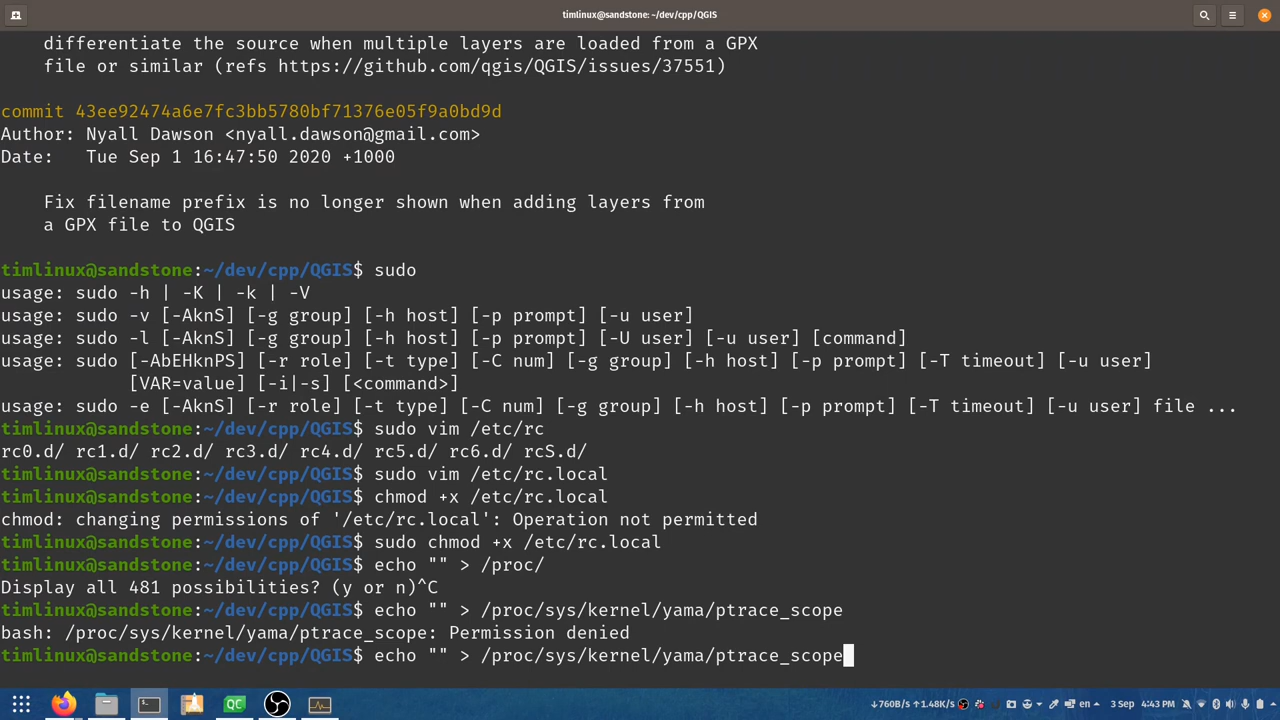 timlinux@sandstone: ~/dev/cpp/QGIS
differentiate the source when multiple layers are loaded from a GPX
file or similar (refs https://github.com/qgis/QGIS/issues/37551)
commit 43ee92474a6e7fc3bb5780bf71376e05f9a0bd9d
Author: Nyall Dawson <nyall.dawson@gmail.com>
Date:   Tue Sep 1 16:47:50 2020 +1000
Fix filename prefix is no longer shown when adding layers from
a GPX file to QGIS
timlinux@sandstone:~/dev/cpp/QGIS$ sudo
usage: sudo -h | -K | -k | -V
usage: sudo -v [-AknS] [-g group] [-h host] [-p prompt] [-u user]
usage: sudo -l [-AknS] [-g group] [-h host] [-p prompt] [-U user] [-u user] [command]
usage: sudo [-AbEHknPS] [-r role] [-t type] [-C num] [-g group] [-h host] [-p prompt] [-T timeout] [-u user]
[VAR=value] [-i|-s] [<command>]
usage: sudo -e [-AknS] [-r role] [-t type] [-C num] [-g group] [-h host] [-p prompt] [-T timeout] [-u user] file ...
timlinux@sandstone:~/dev/cpp/QGIS$ sudo vim /etc/rc
rc0.d/ rc1.d/ rc2.d/ rc3.d/ rc4.d/ rc5.d/ rc6.d/ rcS.d/
timlinux@sandstone:~/dev/cpp/QGIS$ sudo vim /etc/rc.local
timlinux@sandstone:~/dev/cpp/QGIS$ chmod +x /etc/rc.local
chmod: changing permissions of '/etc/rc.local': Operation not permitted
timlinux@sandstone:~/dev/cpp/QGIS$ sudo chmod +x /etc/rc.local
timlinux@sandstone:~/dev/cpp/QGIS$ echo "" > /proc/
Display all 481 possibilities? (y or n)^C
timlinux@sandstone:~/dev/cpp/QGIS$ echo "" > /proc/sys/kernel/yama/ptrace_scope
bash: /proc/sys/kernel/yama/ptrace_scope: Permission denied
timlinux@sandstone:~/dev/cpp/QGIS$ echo "" > /proc/sys/kernel/yama/ptrace_scope
QC ↓760B/s ↑1.48K/s en 3 Sep 4:43 PM